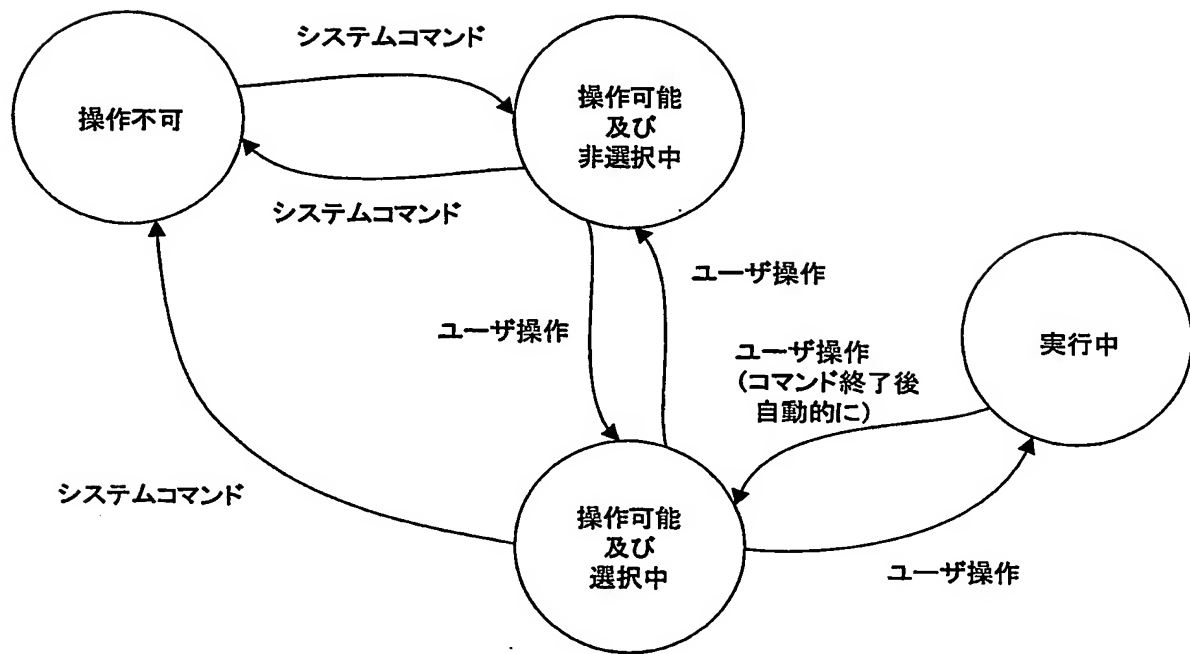 システムコマンド
操作不可
操作可能
及び
非選択中
システムコマンド
ユーザ操作
ユーザ操作
実行中
ユーザ操作
（コマンド終了後
自動的に）
システムコマンド
操作可能
及び
選択中
ユーザ操作